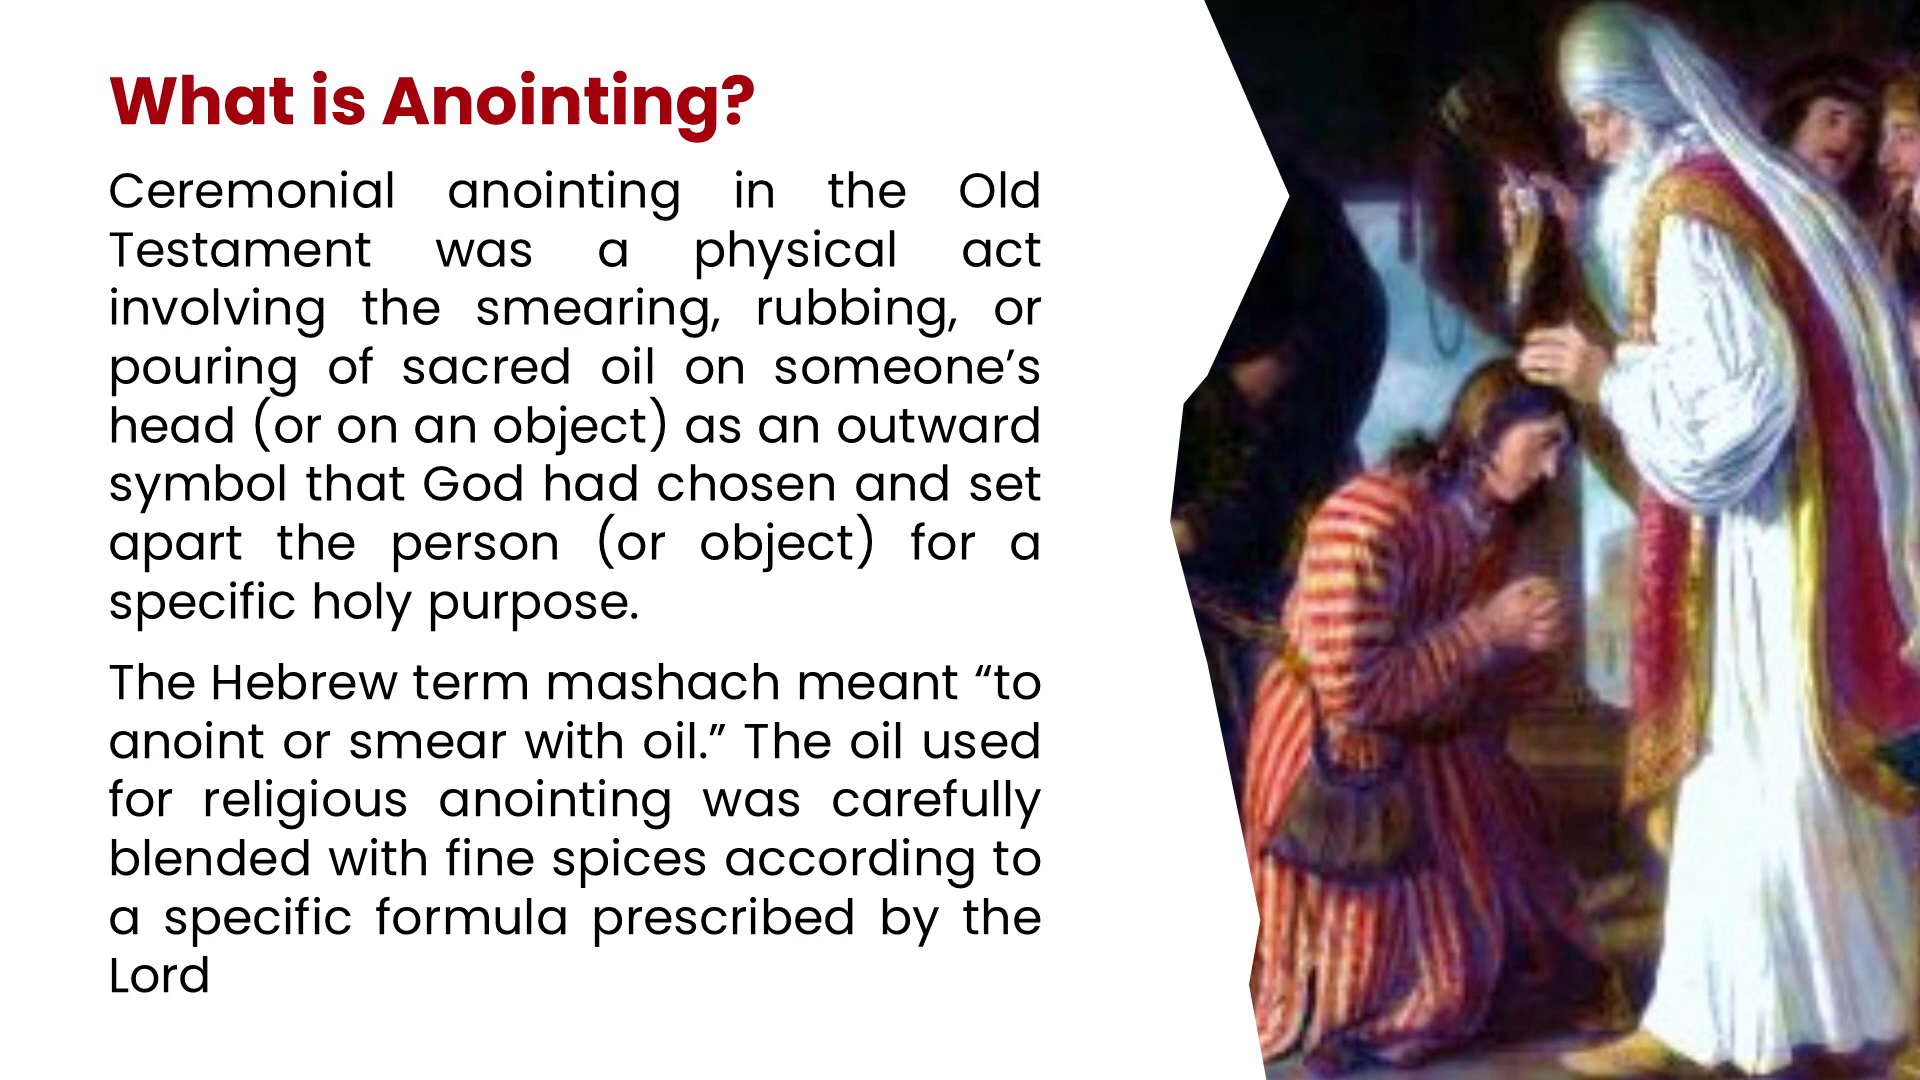 What is Anointing?
Ceremonial anointing in the Old
Testament was a physical act
involving the smearing, rubbing, or
pouring of sacred oil on someone’s
head (or on an object) as an outward
symbol that God had chosen and set
apart the person (or object) for a
specific holy purpose.
The Hebrew term mashach meant “to
anoint or smear with oil.” The oil used
for religious anointing was carefully
blended with fine spices according to
a specific formula prescribed by the
Lord